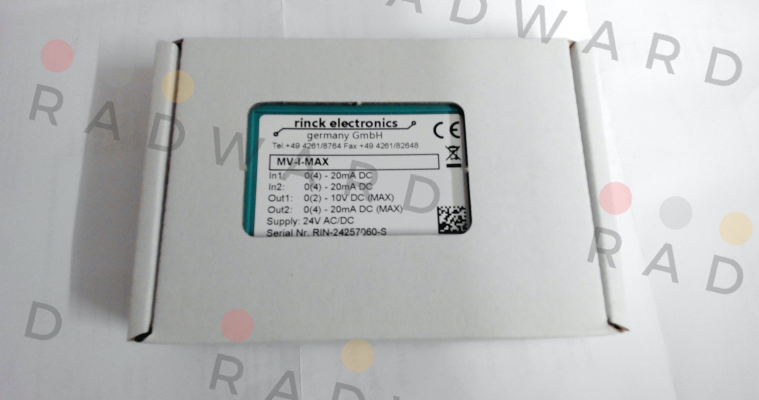 RADWARD
rinck electronics
germany GmbH
Tel.+49 4261/8764 Fax +49 4261/82648
MV-I-MAX
In1: 0(4) - 20mA DC
In2: 0(4) - 20mA DC
Out1: 0(2) - 10V DC (MAX)
Out2: 0(4) - 20mA DC (MAX)
Supply: 24V AC/DC
Serial Nr. RIN-24257060-S
CE
RADWARD
RAD
D
RAD